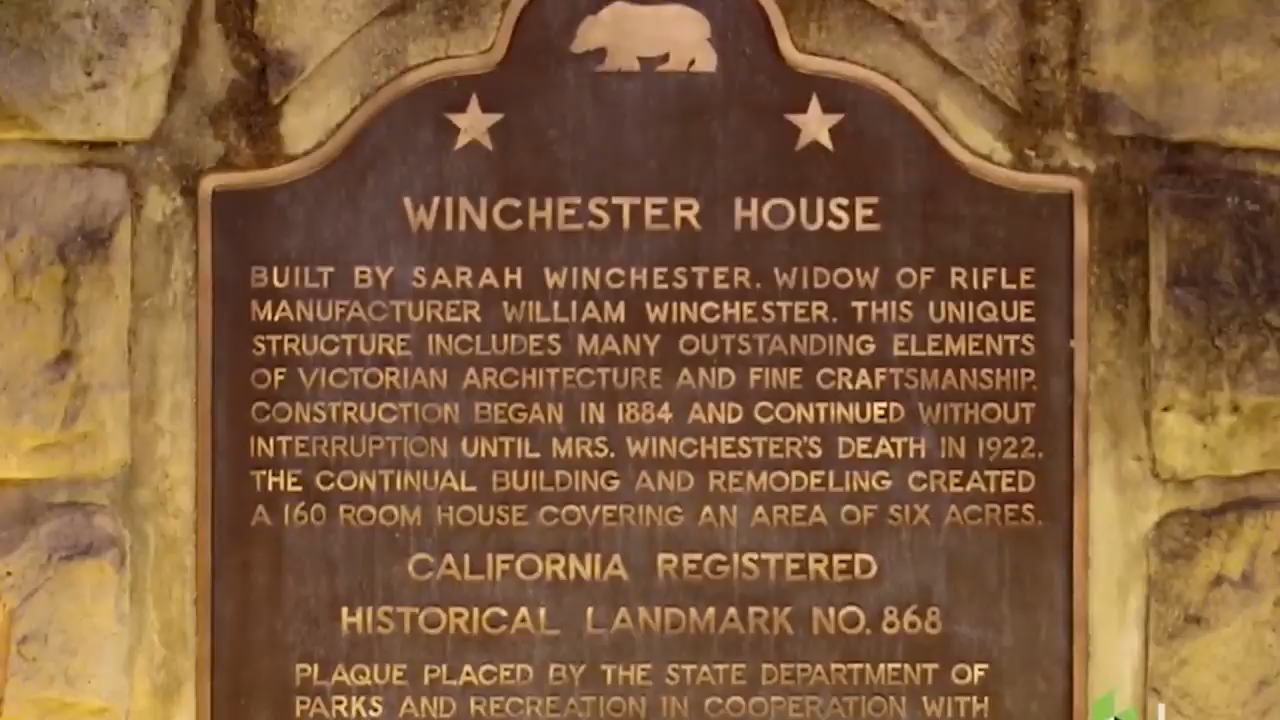 WINCHESTER HOUSE
BUILT BY SARAH WINCHESTER. WIDOW OF RIFLE
MANUFACTURER WILLIAM WINCHESTER. THIS UNIQUE
STRUCTURE INCLUDES MANY OUTSTANDING ELEMENTS
OF VICTORIAN ARCHITECTURE AND FINE CRAFTSMANSHIP.
CONSTRUCTION BEGAN IN 1884 AND CONTINUED WITHOUT
INTERRUPTION UNTIL MRS. WINCHESTER'S DEATH IN 1922.
THE CONTINUAL BUILDING AND REMODELING CREATED
A 160 ROOM HOUSE COVERING AN AREA OF SIX ACRES.
CALIFORNIA REGISTERED
HISTORICAL LANDMARK NO. 868
PLAQUE PLACED BY THE STATE DEPARTMENT OF
PARKS AND RECREATION IN COOPERATION WITH